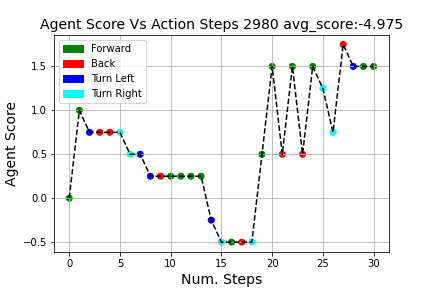 Agent Score Vs Action Steps 2980 avg_score:-4.975
Forward
Back
Turn Left
Turn Right
Agent Score
1.5
1.0
0.5
0.0
−0.5
0 5 10 15 20 25 30
Num. Steps